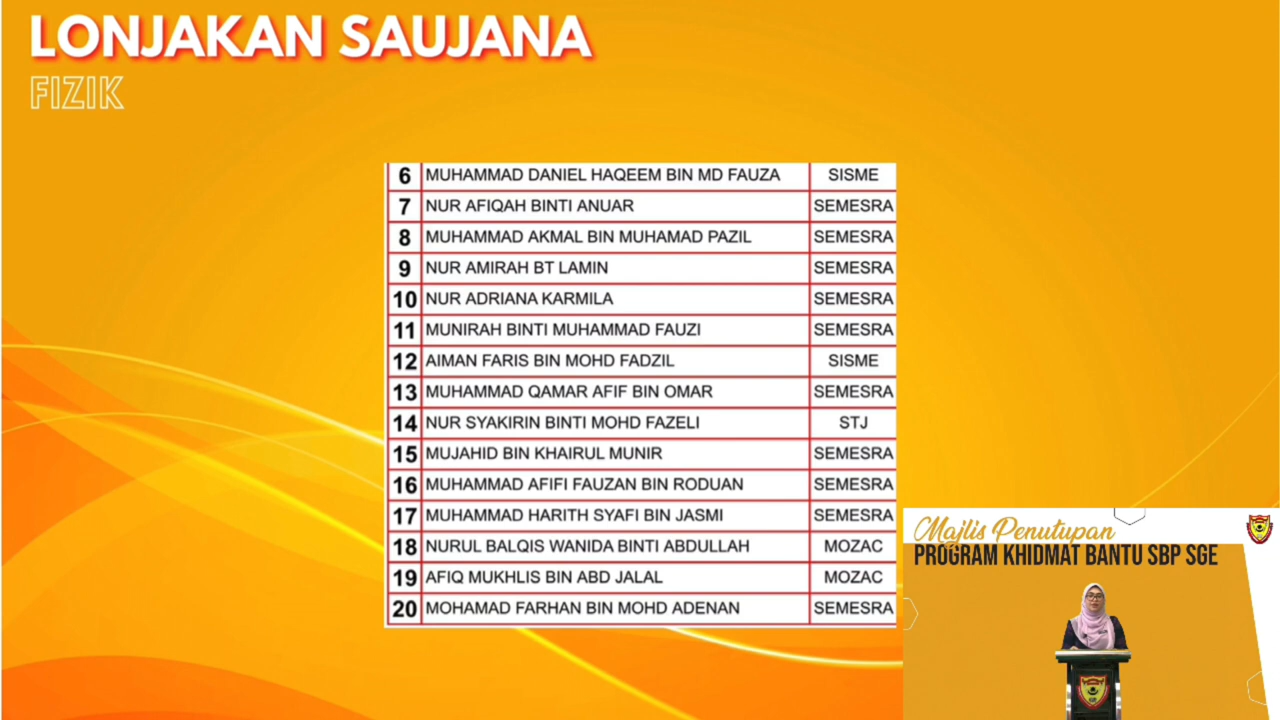 LONJAKAN SAUJANA
FIZIK
6 MUHAMMAD DANIEL HAQEEM BIN MD FAUZA SISME
7 NUR AFIQAH BINTI ANUAR SEMESRA
8 MUHAMMAD AKMAL BIN MUHAMAD PAZIL SEMESRA
9 NUR AMIRAH BT LAMIN SEMESRA
10 NUR ADRIANA KARMILA SEMESRA
11 MUNIRAH BINTI MUHAMMAD FAUZI SEMESRA
12 AIMAN FARIS BIN MOHD FADZIL SISME
13 MUHAMMAD QAMAR AFIF BIN OMAR SEMESRA
14 NUR SYAKIRIN BINTI MOHD FAZELI STJ
15 MUJAHID BIN KHAIRUL MUNIR SEMESRA
16 MUHAMMAD AFIFI FAUZAN BIN RODUAN SEMESRA
17 MUHAMMAD HARITH SYAFI BIN JASMI SEMESRA
18 NURUL BALQIS WANIDA BINTI ABDULLAH MOZAC
19 AFIQ MUKHLIS BIN ABD JALAL MOZAC
20 MOHAMAD FARHAN BIN MOHD ADENAN SEMESRA
Majlis Penutupan
PROGRAM KHIDMAT BANTU SBP SGE